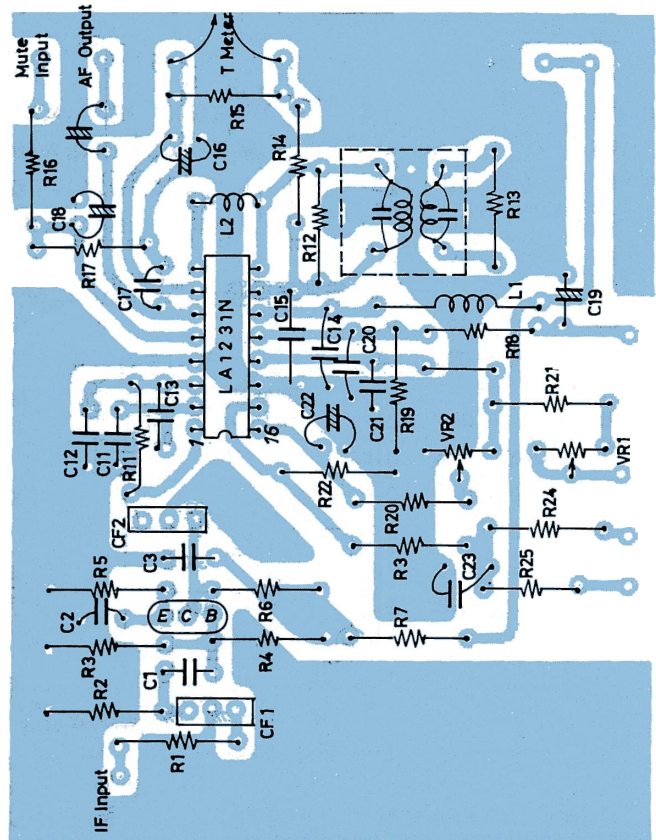 Mute
Input
AF Output
T Meter
R16
C18
R17
C16
R15
R14
L2
C17
R12
R13
LA1231N
1
16
C15
C14
C20
C21
C22
L1
C19
R18
R19
C12
C11
R11
C13
R22
VR2
R21
VR1
CF2
R20
R3
R24
C3
R5
C2
E C B
R6
C23
R25
R3
R4
R7
C1
R2
CF1
R1
IF Input